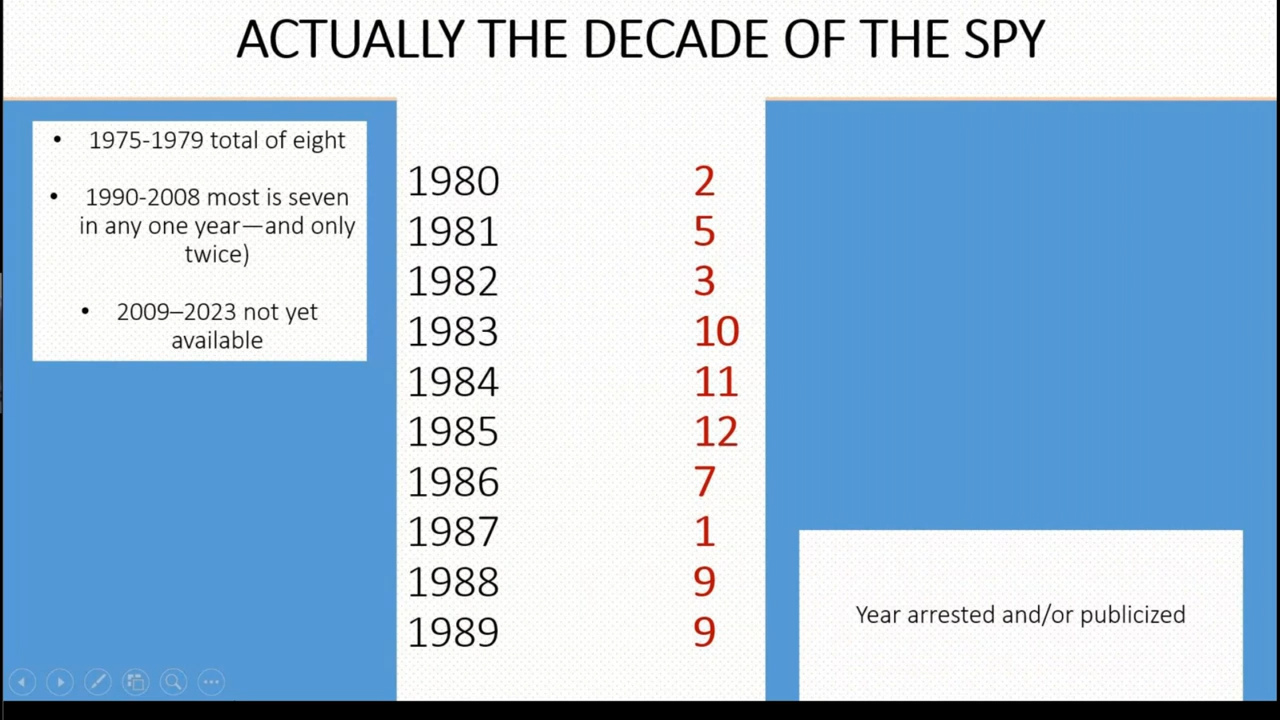 ACTUALLY THE DECADE OF THE SPY
• 1975-1979 total of eight
• 1990-2008 most is seven
in any one year—and only
twice)
• 2009–2023 not yet
available
1980 2
1981 5
1982 3
1983 10
1984 11
1985 12
1986 7
1987 1
1988 9
1989 9
Year arrested and/or publicized